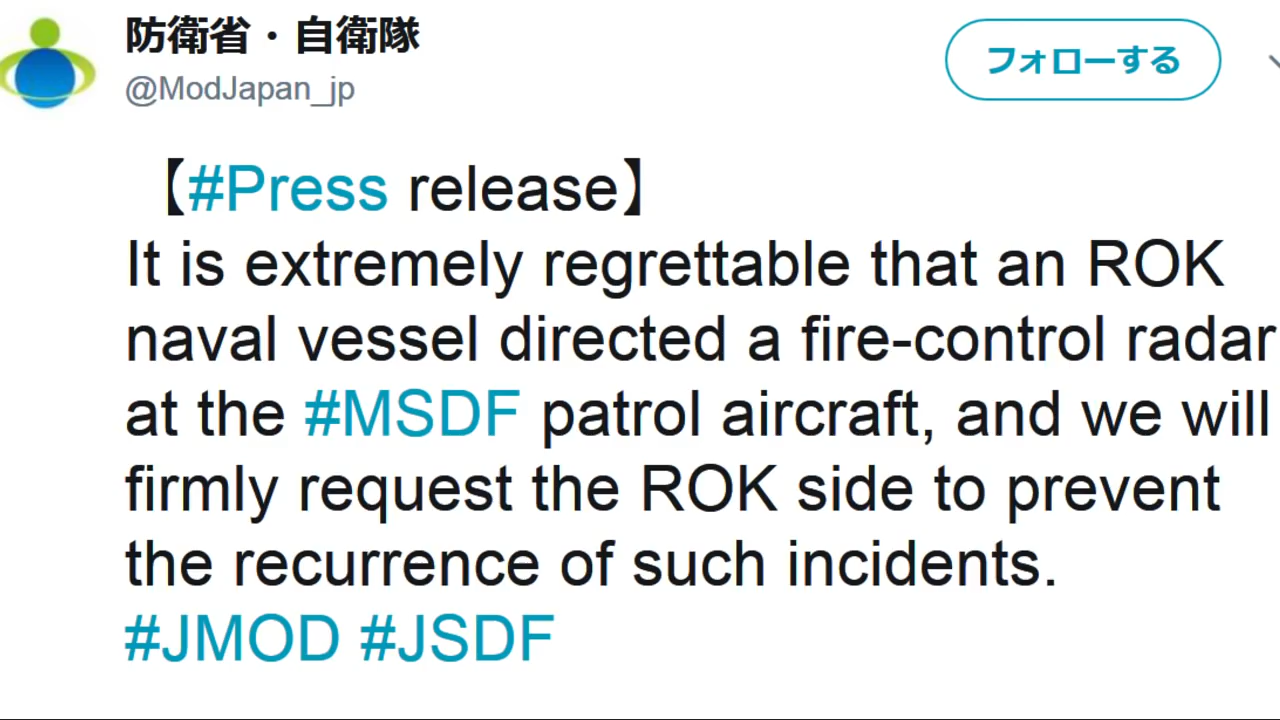 防衛省・自衛隊
@ModJapan_jp
フォローする
【#Press release】
It is extremely regrettable that an ROK
naval vessel directed a fire-control radar
at the #MSDF patrol aircraft, and we will
firmly request the ROK side to prevent
the recurrence of such incidents.
#JMOD #JSDF